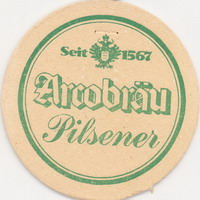 Seit 1567
Arcobräu
Pilsener